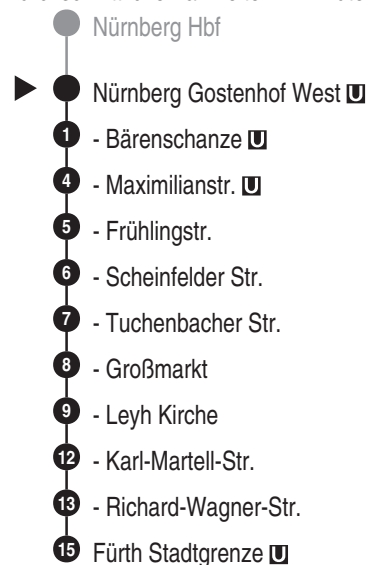 Nürnberg Hbf
Nürnberg Gostenhof West U
1 - Bärenschanze U
4 - Maximilianstr. U
5 - Frühlingstr.
6 - Scheinfelder Str.
7 - Tuchenbacher Str.
8 - Großmarkt
9 - Leyh Kirche
12 - Karl-Martell-Str.
13 - Richard-Wagner-Str.
15 Fürth Stadtgrenze U